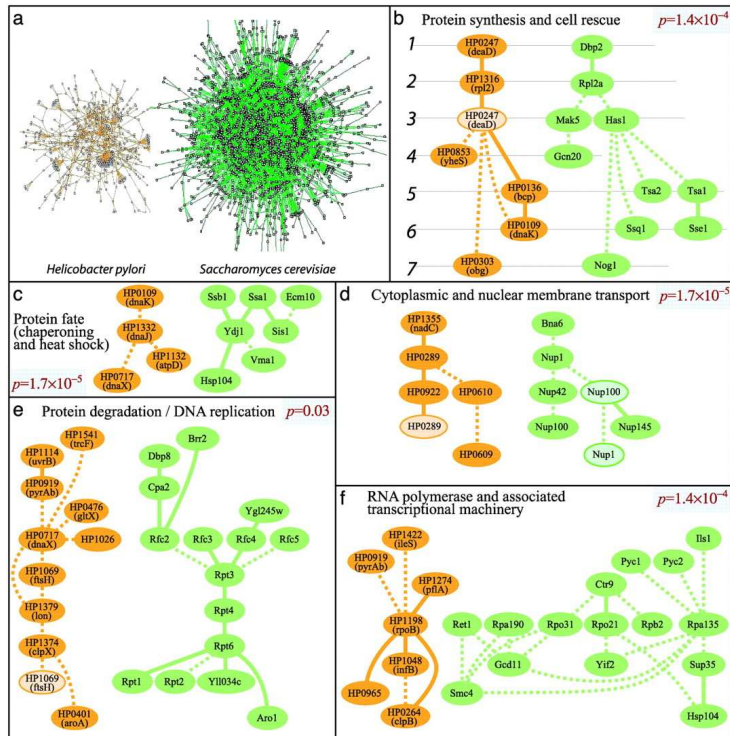 a
Helicobacter pylori
Saccharomyces cerevisiae
b
Protein synthesis and cell rescue
p=1.4×10⁻⁴
1
HP0247
(deaD)
Dbp2
2
HP1316
(rpl2)
Rpl2a
3
HP0247
(deaD)
Mak5
Has1
4
HP0853
(yheS)
Gcn20
5
HP0136
(bcp)
Tsa2
Tsa1
6
HP0109
(dnaK)
Ssq1
Sse1
7
HP0303
(obg)
Nog1
c
Protein fate
(chaperoning
and heat shock)
p=1.7×10⁻⁵
HP0109
(dnaK)
HP1332
(dnaJ)
HP1132
(atpD)
HP0717
(dnaX)
Ssb1
Ssa1
Ecm10
Ydj1
Sis1
Vma1
Hsp104
d
Cytoplasmic and nuclear membrane transport
p=1.7×10⁻⁵
HP1355
(nadC)
HP0289
HP0922
HP0610
HP0289
HP0609
Bna6
Nup1
Nup42
Nup100
Nup100
Nup145
Nup1
e
Protein degradation / DNA replication
p=0.03
HP1541
(trcF)
HP1114
(uvrB)
HP0919
(pyrAb)
HP0476
(gltX)
HP0717
(dnaX)
HP1026
HP1069
(ftsH)
HP1379
(lon)
HP1374
(clpX)
HP1069
(ftsH)
HP0401
(aroA)
Brr2
Dbp8
Cpa2
Ygl245w
Rfc2
Rfc3
Rfc4
Rfc5
Rpt3
Rpt4
Rpt6
Rpt1
Rpt2
Yll034c
Aro1
f
RNA polymerase and associated
transcriptional machinery
p=1.4×10⁻⁴
HP1422
(ileS)
HP0919
(pyrAb)
HP1274
(pflA)
HP1198
(rpoB)
HP1048
(infB)
HP0965
HP0264
(clpB)
Ils1
Pyc1
Pyc2
Ctr9
Ret1
Rpa190
Rpo31
Rpo21
Rpb2
Rpa135
Gcd11
Yif2
Sup35
Smc4
Hsp104